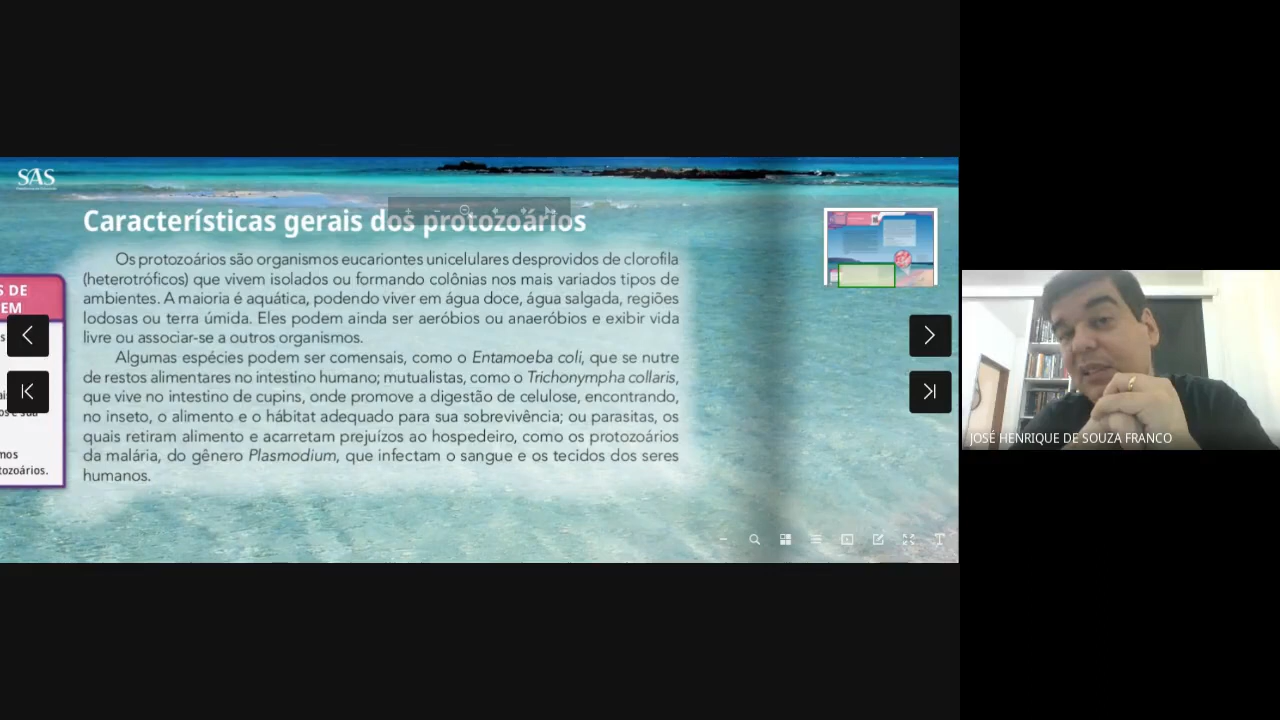 SAS
Características gerais dos protozoários
Os protozoários são organismos eucariontes unicelulares desprovidos de clorofila
(heterotróficos) que vivem isolados ou formando colônias nos mais variados tipos de
ambientes. A maioria é aquática, podendo viver em água doce, água salgada, regiões
lodosas ou terra úmida. Eles podem ainda ser aeróbios ou anaeróbios e exibir vida
livre ou associar-se a outros organismos.
Algumas espécies podem ser comensais, como o Entamoeba coli, que se nutre
de restos alimentares no intestino humano; mutualistas, como o Trichonympha collaris,
que vive no intestino de cupins, onde promove a digestão de celulose, encontrando,
no inseto, o alimento e o hábitat adequado para sua sobrevivência; ou parasitas, os
quais retiram alimento e acarretam prejuízos ao hospedeiro, como os protozoários
da malária, do gênero Plasmodium, que infectam o sangue e os tecidos dos seres
humanos.
S DE
EM
mos
tozoários.
JOSÉ HENRIQUE DE SOUZA FRANCO